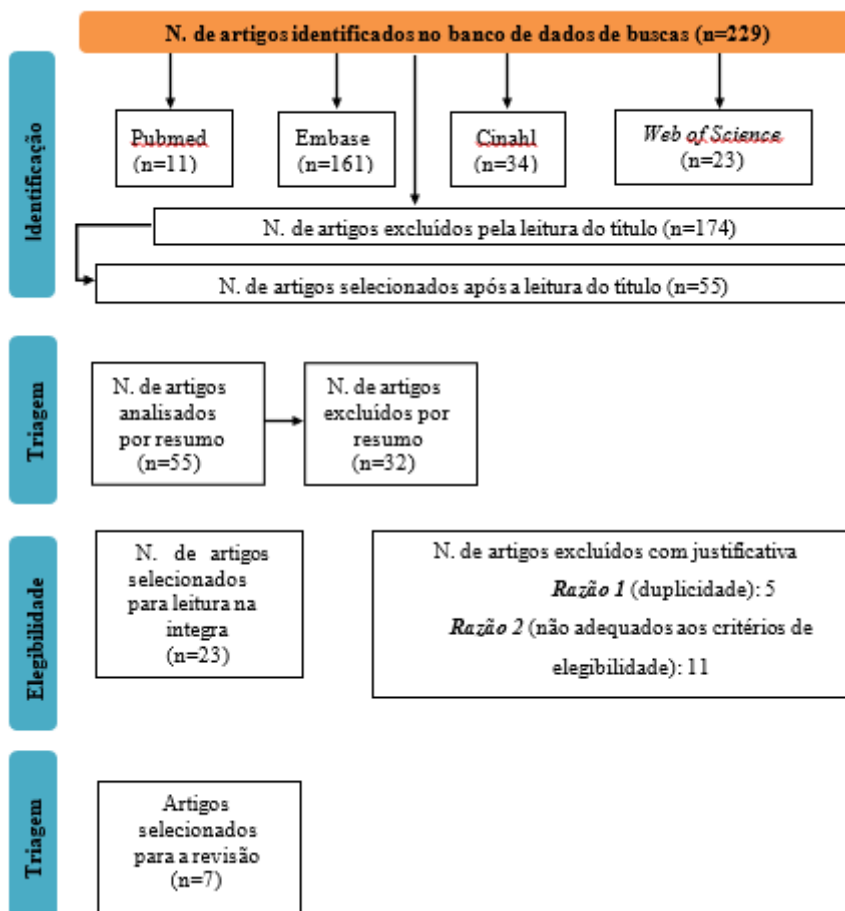 N. de artigos identificados no banco de dados de buscas (n=229)
Identificação
Pubmed
(n=11)
Embase
(n=161)
Cinahl
(n=34)
Web of Science
(n=23)
N. de artigos excluídos pela leitura do título (n=174)
N. de artigos selecionados após a leitura do título (n=55)
Triagem
N. de artigos
analisados
por resumo
(n=55)
N. de artigos
excluídos por
resumo
(n=32)
Elegibilidade
N. de artigos
selecionados
para leitura na
integra
(n=23)
N. de artigos excluídos com justificativa
Razão 1 (duplicidade): 5
Razão 2 (não adequados aos critérios de
elegibilidade): 11
Triagem
Artigos
selecionados
para a revisão
(n=7)